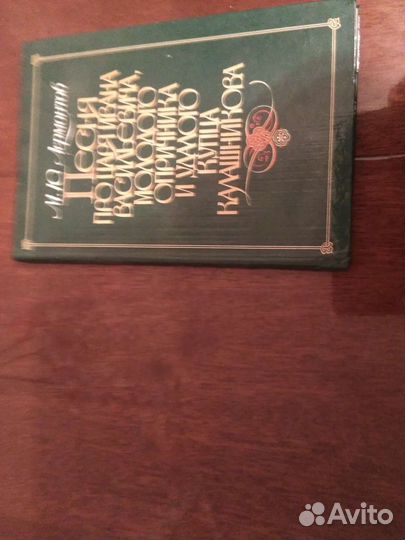 М.Ю. Лермонтов
ПЕСНЯ
ПРО ЦАРЯ ИВАНА
ВАСИЛЬЕВИЧА,
МОЛОДОГО
ОПРИЧНИКА
И УДАЛОГО
КУПЦА
КАЛАШНИКОВА
Avito